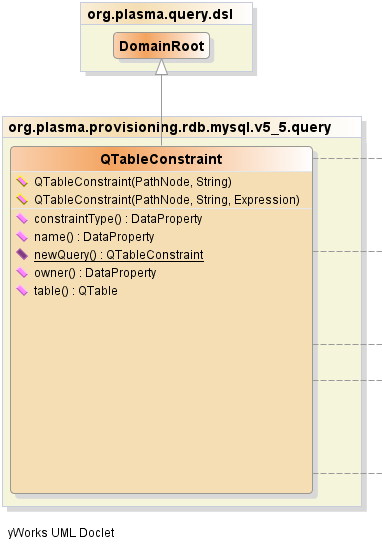 org.plasma.query.dsl
DomainRoot
org.plasma.provisioning.rdb.mysql.v5_5.query
QTableConstraint
QTableConstraint(PathNode, String)
QTableConstraint(PathNode, String, Expression)
constraintType() : DataProperty
name() : DataProperty
newQuery() : QTableConstraint
owner() : DataProperty
table() : QTable
yWorks UML Doclet